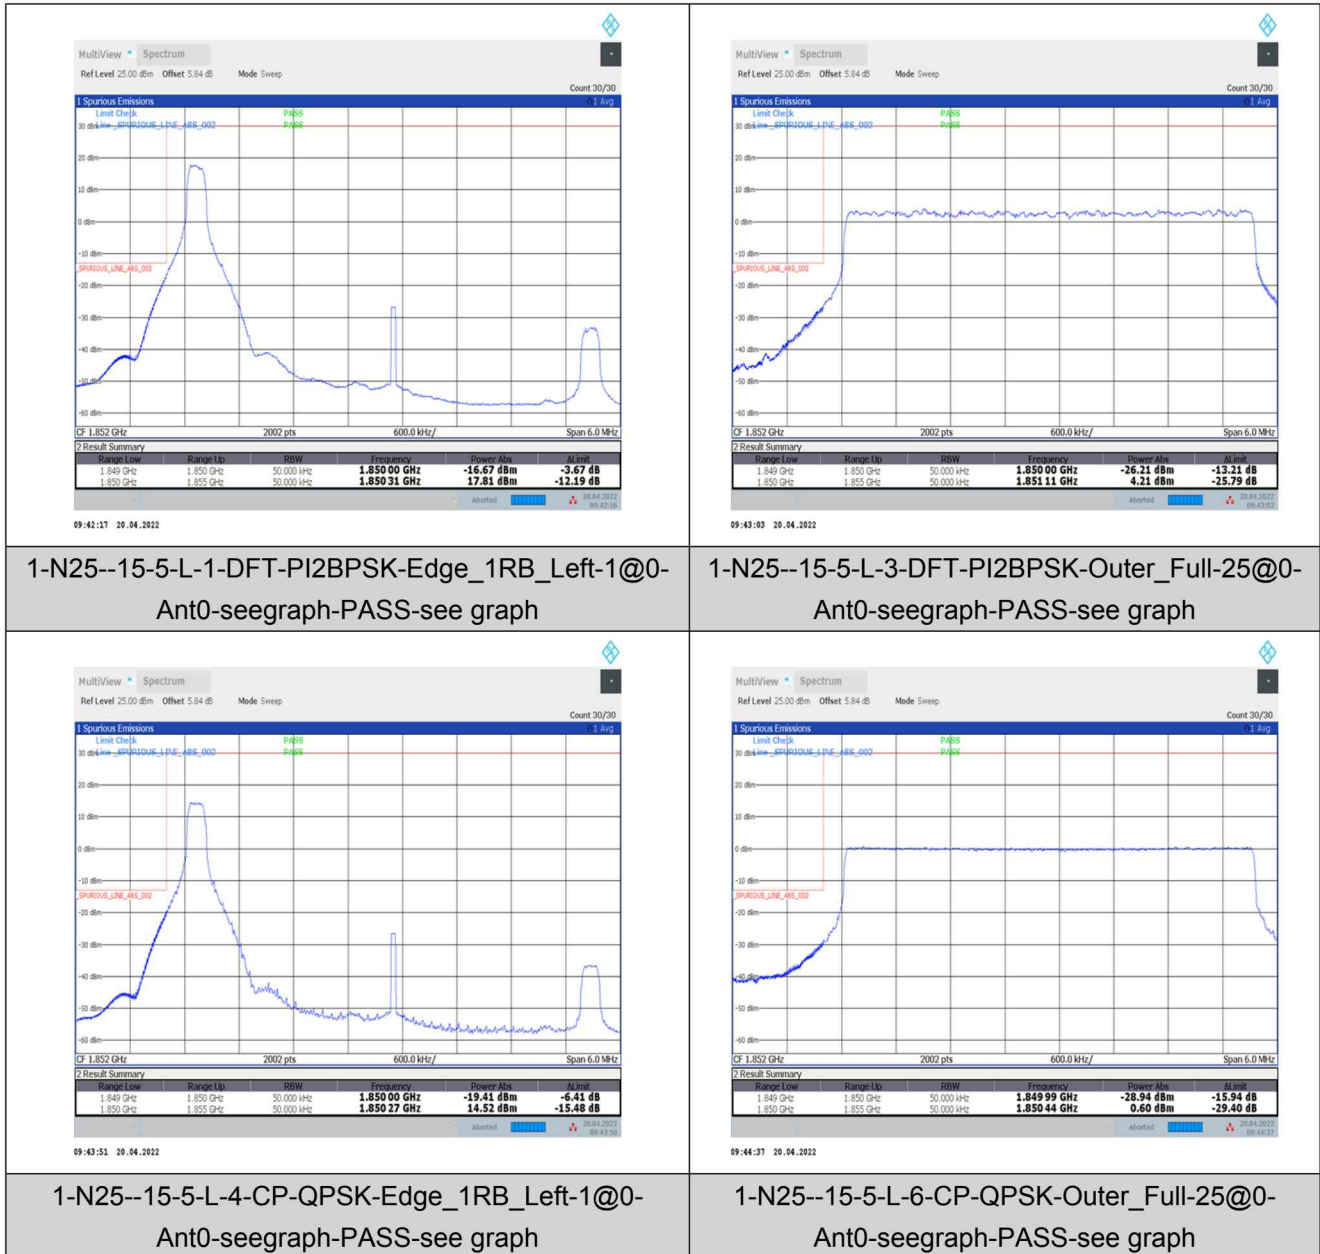 MultiView Spectrum
Ref Level 25.00 dBm Offset 5.84 dB Mode Sweep
Count 30/30
1 Spurious Emissions 1 Avg
Limit Check PASS
Line _SPURIOUS_LINE_ABS_002 PASS
30 dBm
20 dBm
10 dBm
0 dBm
-10 dBm
_SPURIOUS_LINE_ABS_002
-20 dBm
-30 dBm
-40 dBm
-50 dBm
-60 dBm
CF 1.852 GHz 2002 pts 600.0 kHz/ Span 6.0 MHz
2 Result Summary
Range Low Range Up RBW Frequency Power Abs ΔLimit
1.849 GHz 1.850 GHz 50.000 kHz 1.850 00 GHz -16.67 dBm -3.67 dB
1.850 GHz 1.855 GHz 50.000 kHz 1.850 31 GHz 17.81 dBm -12.19 dB
Aborted 20.04.2022
09:42:16
09:42:17 20.04.2022
1-N25--15-5-L-1-DFT-PI2BPSK-Edge_1RB_Left-1@0-
Ant0-seegraph-PASS-see graph
MultiView Spectrum
Ref Level 25.00 dBm Offset 5.84 dB Mode Sweep
Count 30/30
1 Spurious Emissions 1 Avg
Limit Check PASS
Line _SPURIOUS_LINE_ABS_002 PASS
30 dBm
20 dBm
10 dBm
0 dBm
-10 dBm
_SPURIOUS_LINE_ABS_002
-20 dBm
-30 dBm
-40 dBm
-50 dBm
-60 dBm
CF 1.852 GHz 2002 pts 600.0 kHz/ Span 6.0 MHz
2 Result Summary
Range Low Range Up RBW Frequency Power Abs ΔLimit
1.849 GHz 1.850 GHz 50.000 kHz 1.850 00 GHz -26.21 dBm -13.21 dB
1.850 GHz 1.855 GHz 50.000 kHz 1.851 11 GHz 4.21 dBm -25.79 dB
Aborted 20.04.2022
09:43:03 20.04.2022
1-N25--15-5-L-3-DFT-PI2BPSK-Outer_Full-25@0-
Ant0-seegraph-PASS-see graph
MultiView Spectrum
Ref Level 25.00 dBm Offset 5.84 dB Mode Sweep
Count 30/30
1 Spurious Emissions 1 Avg
Limit Check PASS
Line _SPURIOUS_LINE_ABS_002 PASS
30 dBm
20 dBm
10 dBm
0 dBm
-10 dBm
_SPURIOUS_LINE_ABS_002
-20 dBm
-30 dBm
-40 dBm
-50 dBm
-60 dBm
CF 1.852 GHz 2002 pts 600.0 kHz/ Span 6.0 MHz
2 Result Summary
Range Low Range Up RBW Frequency Power Abs ΔLimit
1.849 GHz 1.850 GHz 50.000 kHz 1.850 00 GHz -19.41 dBm -6.41 dB
1.850 GHz 1.855 GHz 50.000 kHz 1.850 27 GHz 14.52 dBm -15.48 dB
Aborted 20.04.2022
09:43:50
09:43:51 20.04.2022
1-N25--15-5-L-4-CP-QPSK-Edge_1RB_Left-1@0-
Ant0-seegraph-PASS-see graph
MultiView Spectrum
Ref Level 25.00 dBm Offset 5.84 dB Mode Sweep
Count 30/30
1 Spurious Emissions 1 Avg
Limit Check PASS
Line _SPURIOUS_LINE_ABS_002 PASS
30 dBm
20 dBm
10 dBm
0 dBm
-10 dBm
_SPURIOUS_LINE_ABS_002
-20 dBm
-30 dBm
-40 dBm
-50 dBm
-60 dBm
CF 1.852 GHz 2002 pts 600.0 kHz/ Span 6.0 MHz
2 Result Summary
Range Low Range Up RBW Frequency Power Abs ΔLimit
1.849 GHz 1.850 GHz 50.000 kHz 1.849 99 GHz -28.94 dBm -15.94 dB
1.850 GHz 1.855 GHz 50.000 kHz 1.850 44 GHz 0.60 dBm -29.40 dB
Aborted 20.04.2022
09:44:37
09:44:37 20.04.2022
1-N25--15-5-L-6-CP-QPSK-Outer_Full-25@0-
Ant0-seegraph-PASS-see graph